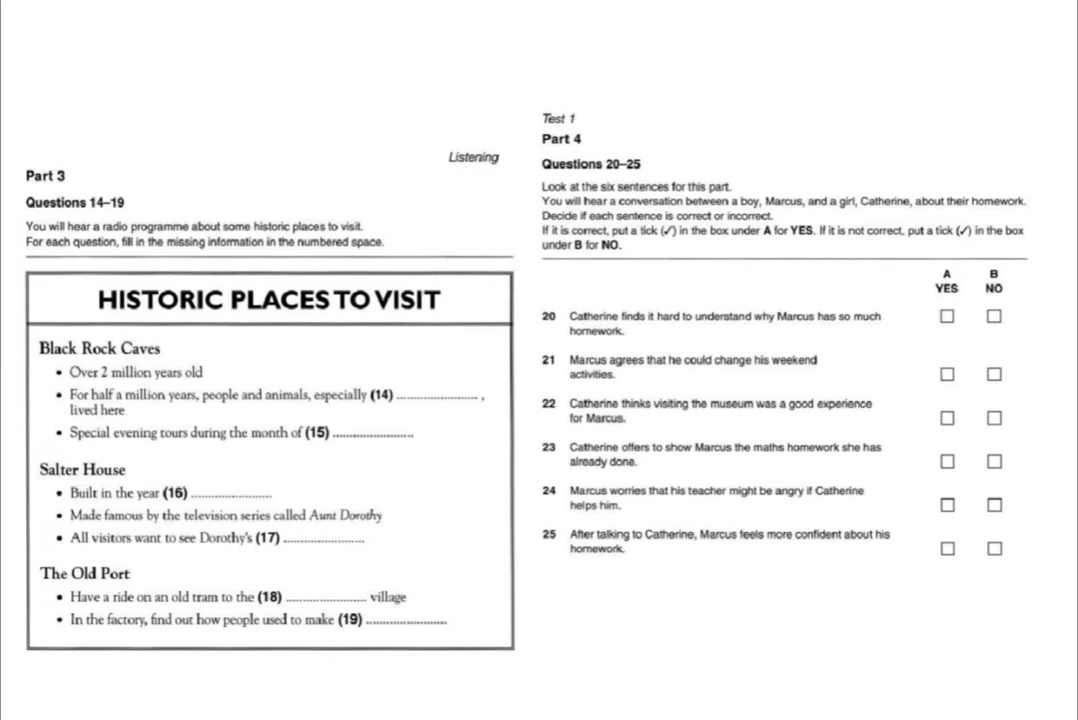 Listening
Part 3
Questions 14–19
You will hear a radio programme about some historic places to visit.
For each question, fill in the missing information in the numbered space.
HISTORIC PLACES TO VISIT
Black Rock Caves
• Over 2 million years old
• For half a million years, people and animals, especially (14) ........................ ,
lived here
• Special evening tours during the month of (15) ........................
Salter House
• Built in the year (16) ........................
• Made famous by the television series called Aunt Dorothy
• All visitors want to see Dorothy's (17) ........................
The Old Port
• Have a ride on an old tram to the (18) ........................ village
• In the factory, find out how people used to make (19) ........................
Test 1
Part 4
Questions 20–25
Look at the six sentences for this part.
You will hear a conversation between a boy, Marcus, and a girl, Catherine, about their homework.
Decide if each sentence is correct or incorrect.
If it is correct, put a tick (✓) in the box under A for YES. If it is not correct, put a tick (✓) in the box
under B for NO.
A B
YES NO
20 Catherine finds it hard to understand why Marcus has so much
homework.
21 Marcus agrees that he could change his weekend
activities.
22 Catherine thinks visiting the museum was a good experience
for Marcus.
23 Catherine offers to show Marcus the maths homework she has
already done.
24 Marcus worries that his teacher might be angry if Catherine
helps him.
25 After talking to Catherine, Marcus feels more confident about his
homework.